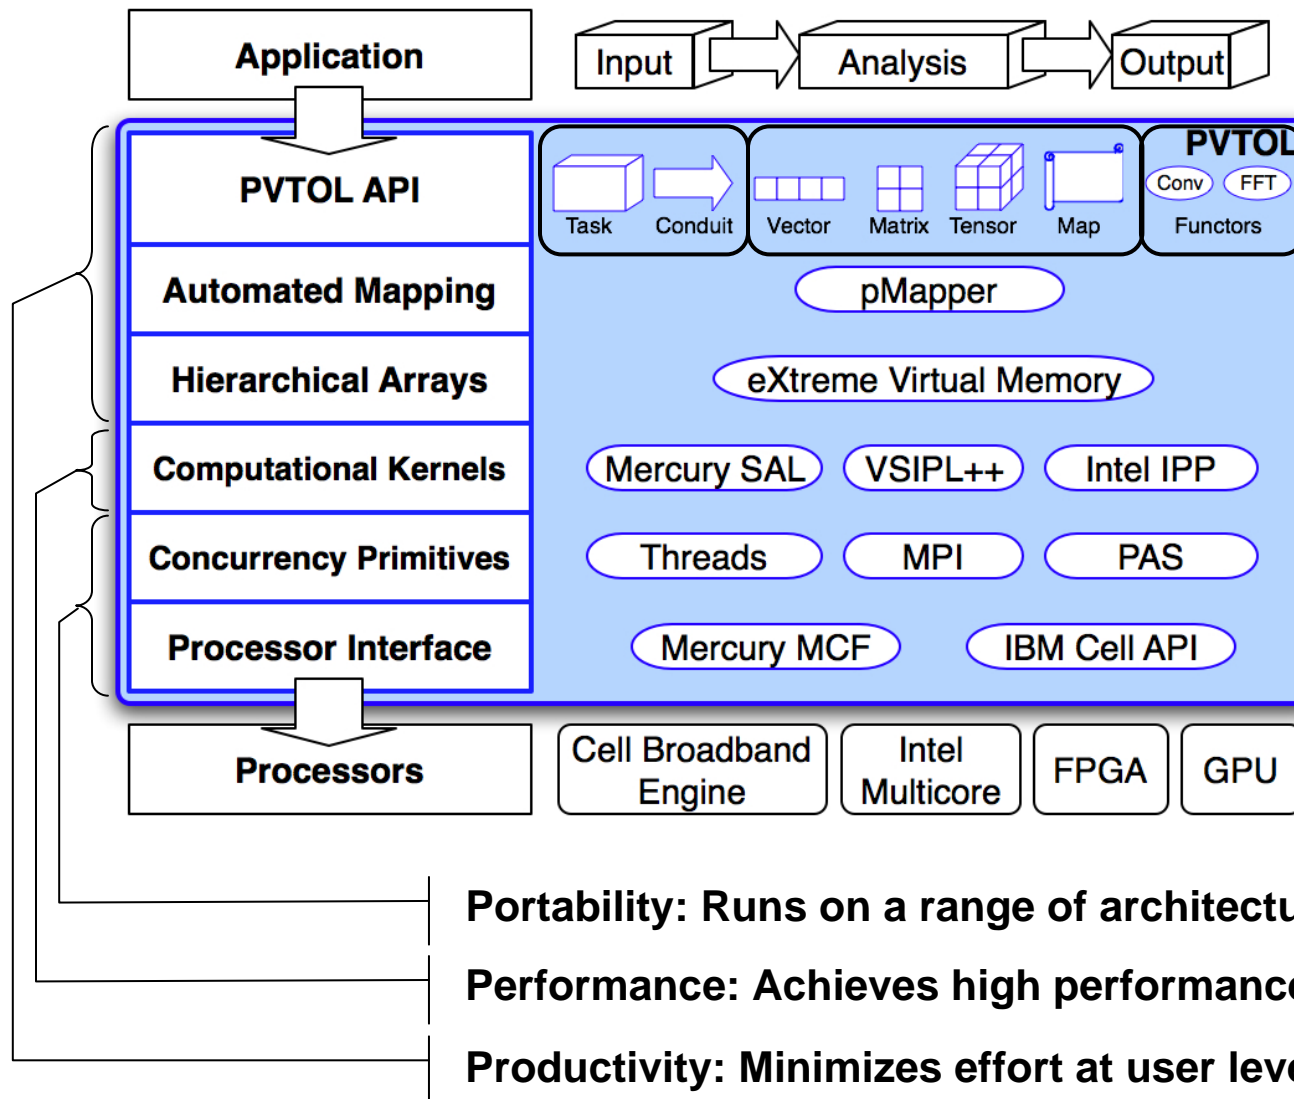 Application
Input
Analysis
Output
PVTOL API
PVTOL
Task
Conduit
Vector
Matrix
Tensor
Map
Conv
FFT
Functors
Automated Mapping
pMapper
Hierarchical Arrays
eXtreme Virtual Memory
Computational Kernels
Mercury SAL
VSIPL++
Intel IPP
Concurrency Primitives
Threads
MPI
PAS
Processor Interface
Mercury MCF
IBM Cell API
Processors
Cell Broadband
Engine
Intel
Multicore
FPGA
GPU
Portability: Runs on a range of
Performance: Achieves high performance
Productivity: Minimizes effort at user